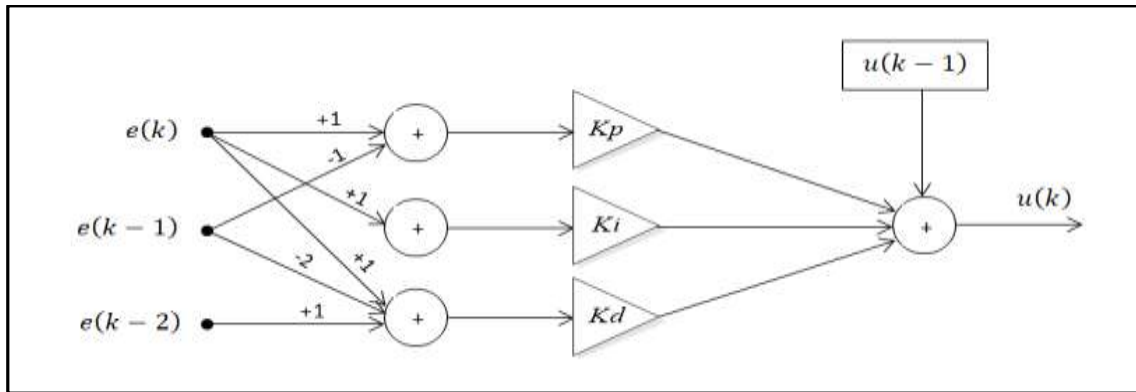 u(k − 1)
e(k)
+1
+
Kp
-1
+1
u(k)
e(k − 1)
+
Ki
+
-2
+1
e(k − 2)
+1
+
Kd